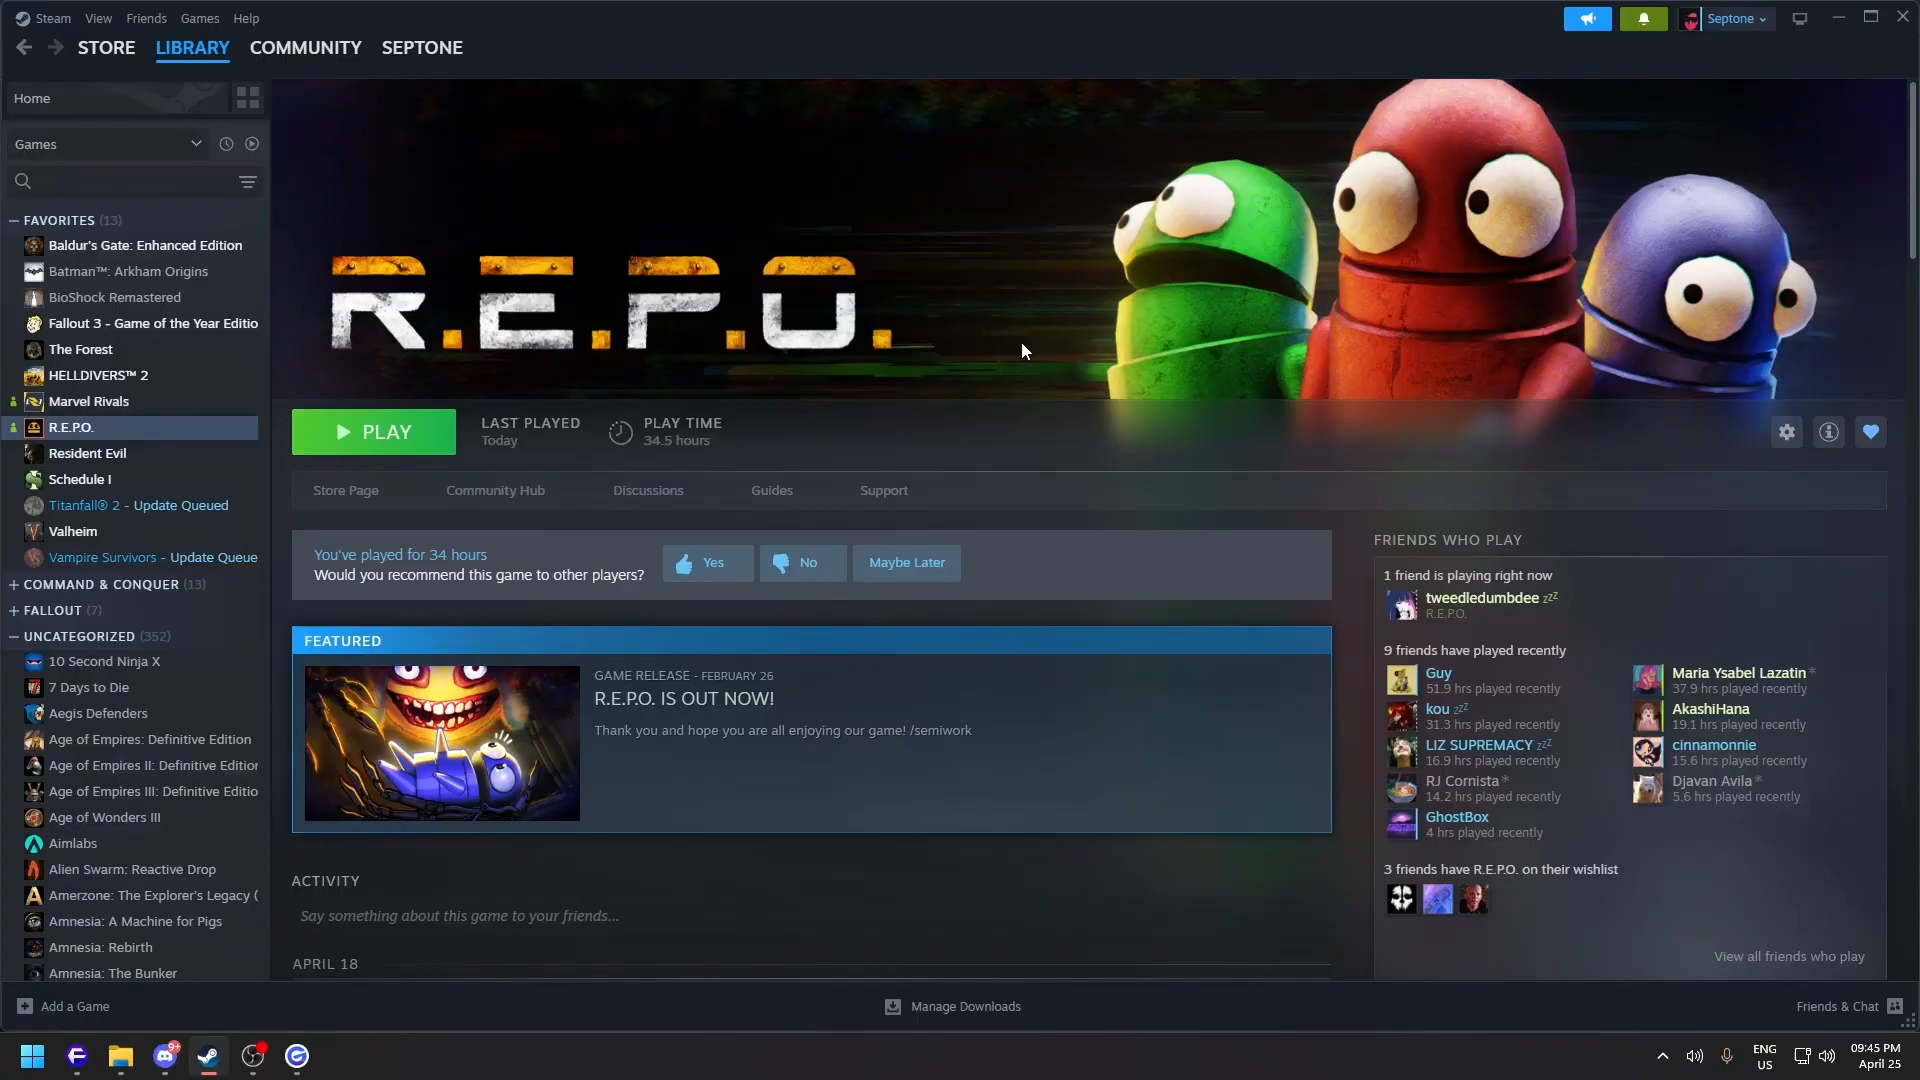 Steam View Friends Games Help
Septone
STORE LIBRARY COMMUNITY SEPTONE
Home
Games
FAVORITES (13)
Baldur's Gate: Enhanced Edition
Batman™: Arkham Origins
BioShock Remastered
Fallout 3 - Game of the Year Editio
The Forest
HELLDIVERS™ 2
Marvel Rivals
R.E.P.O.
Resident Evil
Schedule I
Titanfall® 2 - Update Queued
Valheim
Vampire Survivors - Update Queue
COMMAND & CONQUER (13)
FALLOUT (7)
UNCATEGORIZED (352)
10 Second Ninja X
7 Days to Die
Aegis Defenders
Age of Empires: Definitive Edition
Age of Empires II: Definitive Edition
Age of Empires III: Definitive Editio
Age of Wonders III
Aimlabs
Alien Swarm: Reactive Drop
Amerzone: The Explorer's Legacy (
Amnesia: A Machine for Pigs
Amnesia: Rebirth
Amnesia: The Bunker
R.E.P.O.
PLAY
LAST PLAYED
Today
PLAY TIME
34.5 hours
Store Page Community Hub Discussions Guides Support
You've played for 34 hours
Would you recommend this game to other players?
Yes No Maybe Later
FEATURED
GAME RELEASE - FEBRUARY 26
R.E.P.O. IS OUT NOW!
Thank you and hope you are all enjoying our game! /semiwork
ACTIVITY
Say something about this game to your friends...
APRIL 18
FRIENDS WHO PLAY
1 friend is playing right now
tweedledumbdee zzZ
R.E.P.O.
9 friends have played recently
Guy
51.9 hrs played recently
Maria Ysabel Lazatin *
37.9 hrs played recently
kou zzZ
31.3 hrs played recently
AkashiHana
19.1 hrs played recently
LIZ SUPREMACY zzZ
16.9 hrs played recently
cinnamonnie
15.6 hrs played recently
RJ Cornista *
14.2 hrs played recently
Djavan Avila *
5.6 hrs played recently
GhostBox
4 hrs played recently
3 friends have R.E.P.O. on their wishlist
View all friends who play
Add a Game
Manage Downloads
Friends & Chat
9+
ENG
US
09:45 PM
April 25